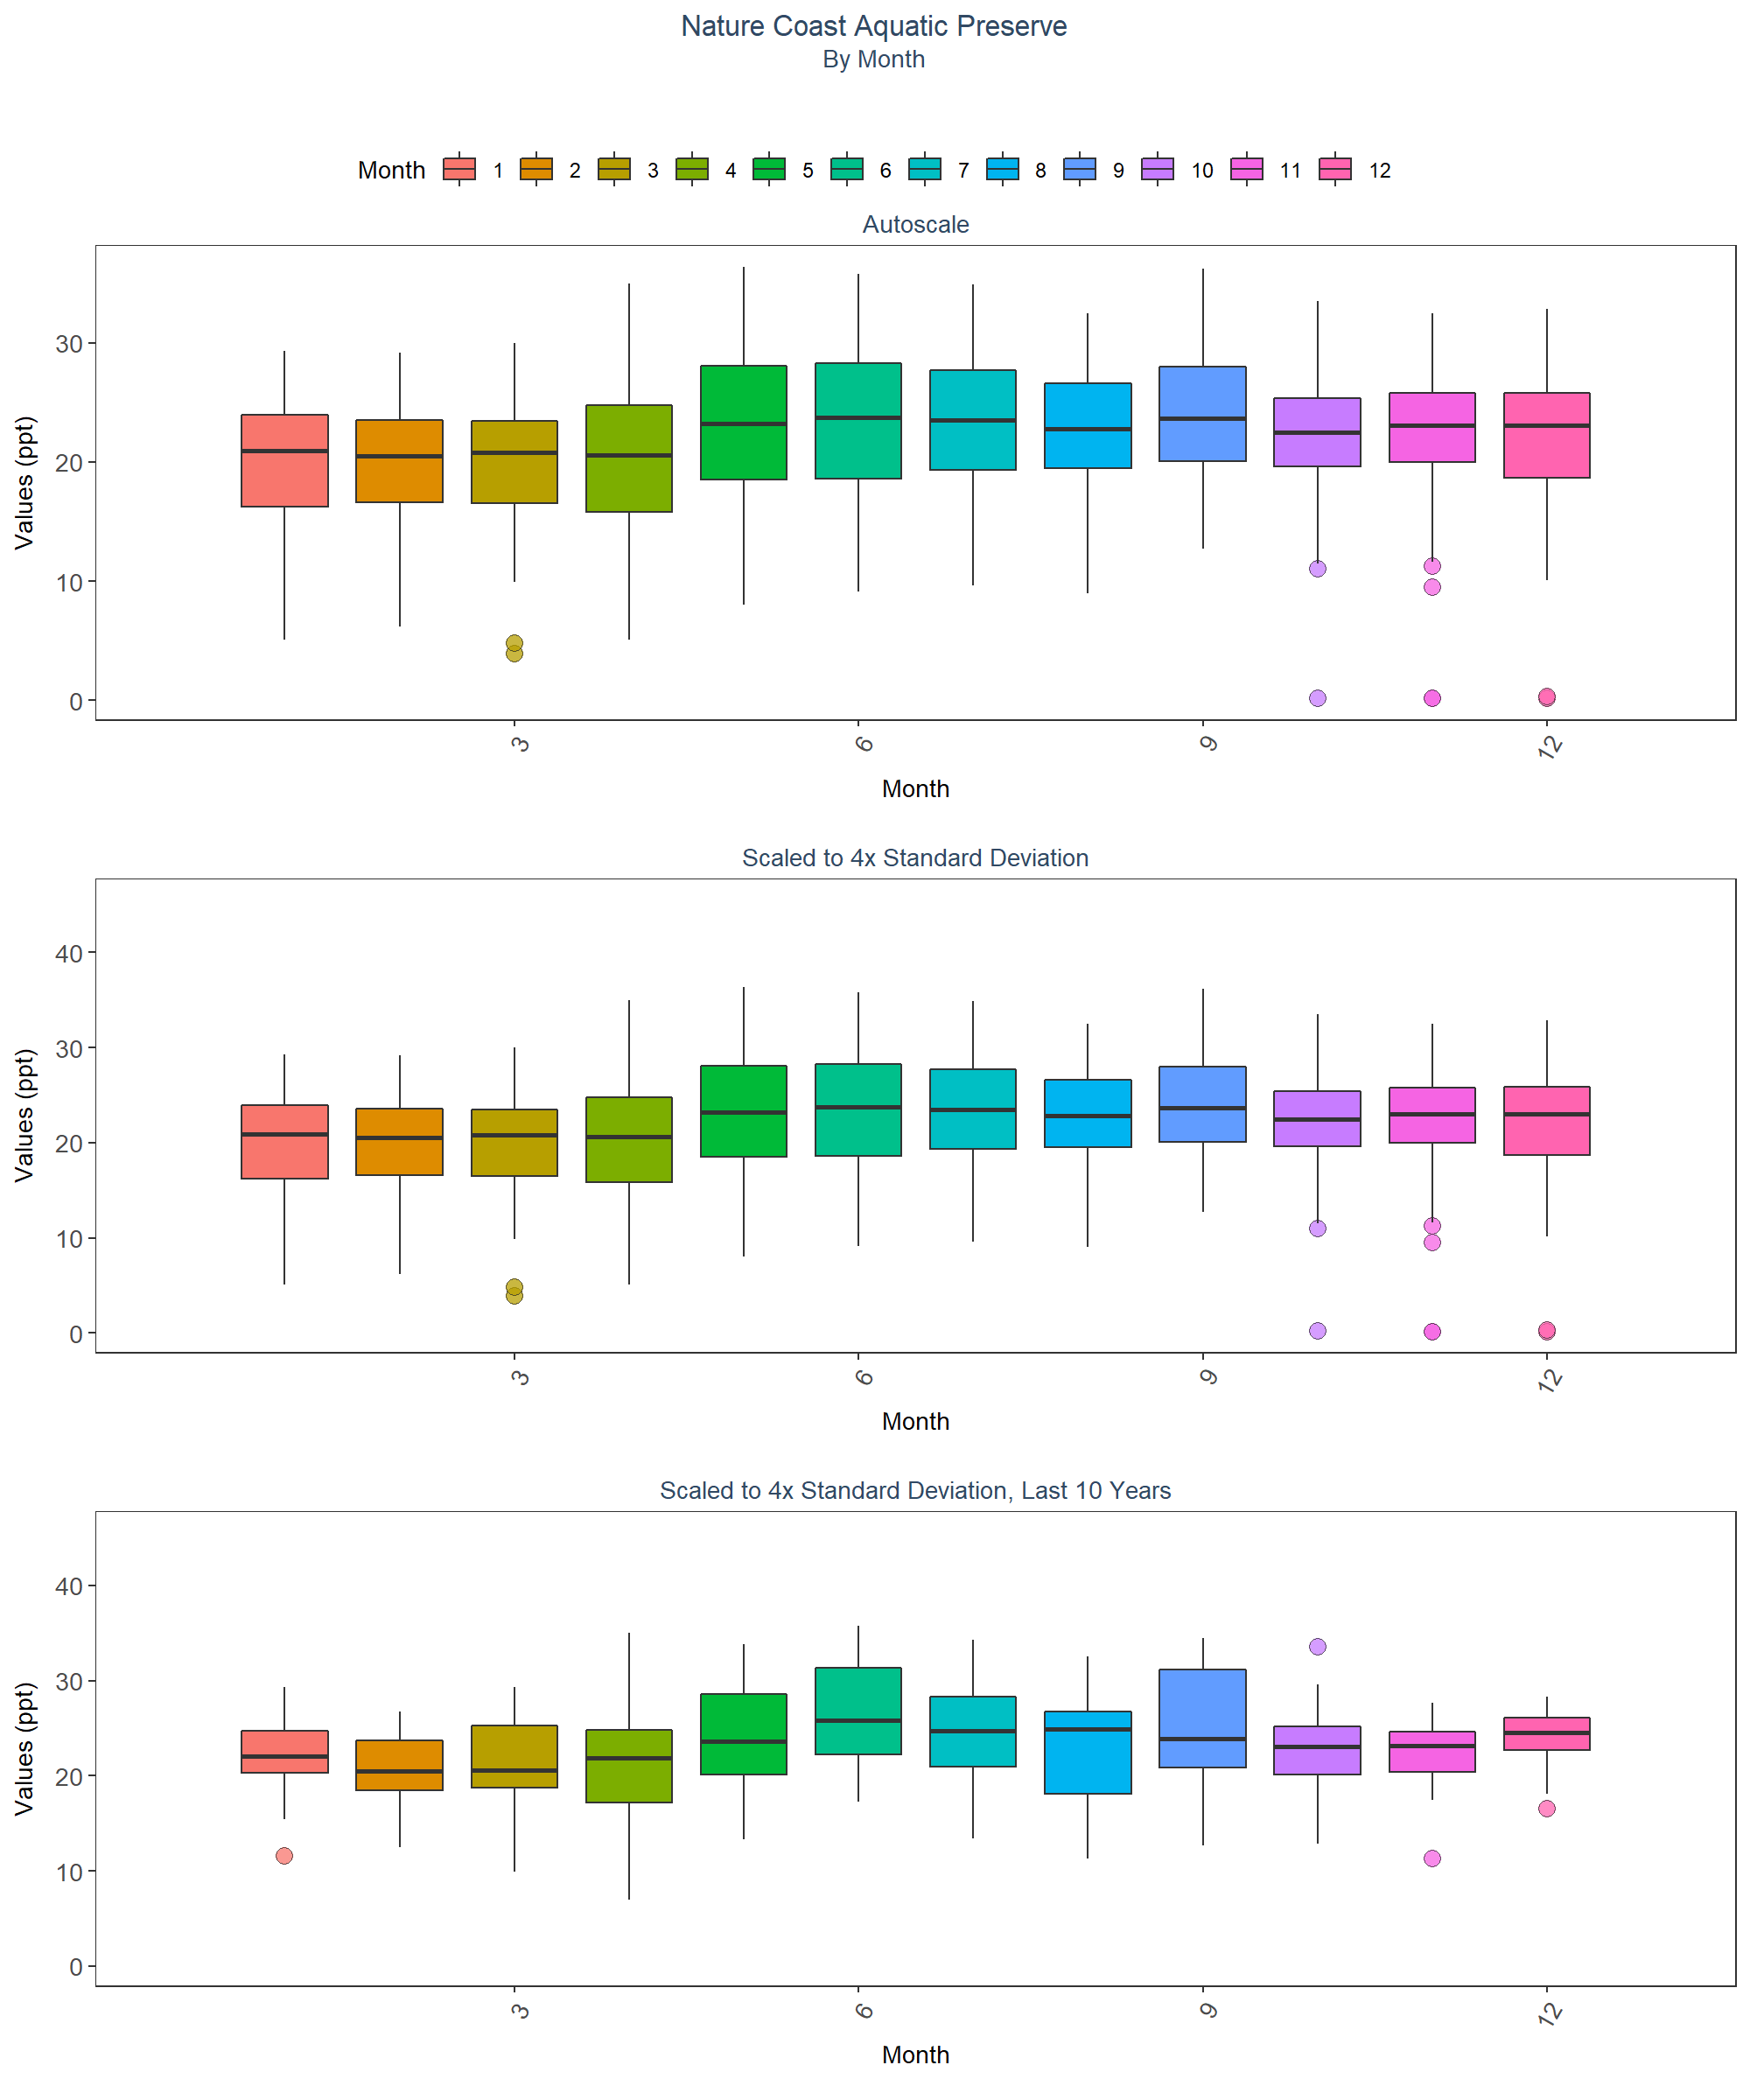 Nature Coast Aquatic Preserve
By Month
Month 1 2 3 4 5 6 7 8 9 10 11 12
Autoscale
Values (ppt)
30
20
10
0
3 6 9 12
Month
Scaled to 4x Standard Deviation
Values (ppt)
40
30
20
10
0
3 6 9 12
Month
Scaled to 4x Standard Deviation, Last 10 Years
Values (ppt)
40
30
20
10
0
3 6 9 12
Month